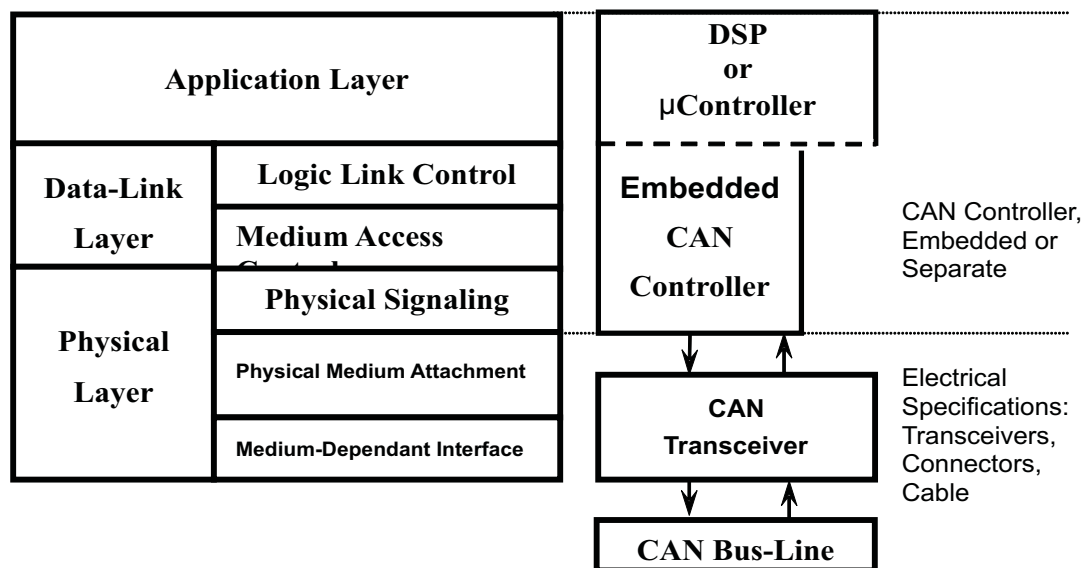 Application Layer
Data-Link
Layer
Logic Link Control
Medium Access
Physical
Layer
Physical Signaling
Physical Medium Attachment
Medium-Dependant Interface
DSP
or
µController
Embedded
CAN
Controller
CAN
Transceiver
CAN Bus-Line
CAN Controller,
Embedded or
Separate
Electrical
Specifications:
Transceivers,
Connectors,
Cable